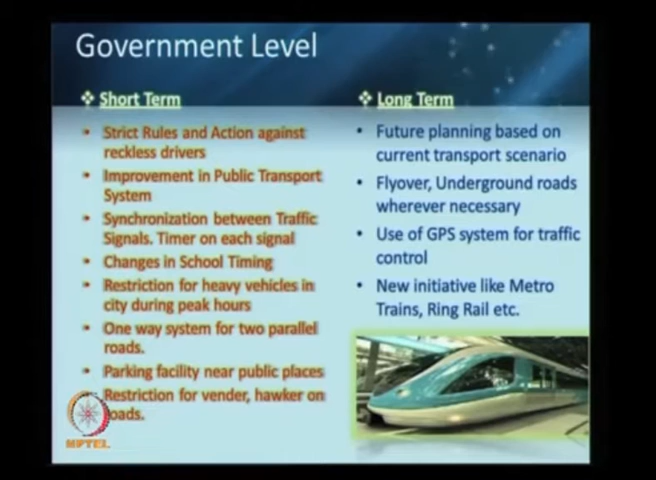 Government Level
❖ Short Term
• Strict Rules and Action against
reckless drivers
• Improvement in Public Transport
System
• Synchronization between Traffic
Signals. Timer on each signal
• Changes in School Timing
• Restriction for heavy vehicles in
city during peak hours
• One way system for two parallel
roads.
• Parking facility near public places
Restriction for vender, hawker on
oads.
❖ Long Term
• Future planning based on
current transport scenario
• Flyover, Underground roads
wherever necessary
• Use of GPS system for traffic
control
• New initiative like Metro
Trains, Ring Rail etc.
NPTEL